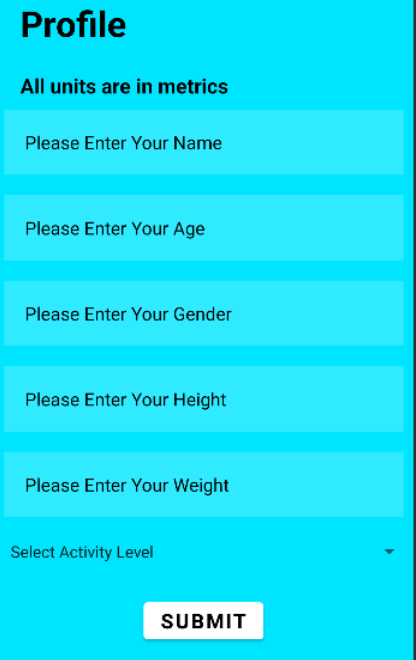 Profile
All units are in metrics
Please Enter Your Name
Please Enter Your Age
Please Enter Your Gender
Please Enter Your Height
Please Enter Your Weight
Select Activity Level
SUBMIT